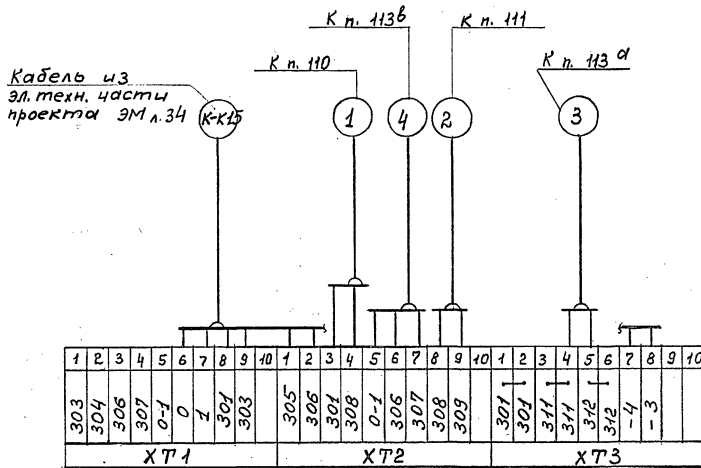 К п. 113в
К п. 111
К п. 110
К п. 113а
Кабель из
эл. техн. части
проекта ЭМ л. 34
К-К15
1
4
2
3
1 2 3 4 5 6 7 8 9 10 1 2 3 4 5 6 7 8 9 10 1 2 3 4 5 6 7 8 9 10
303 304 306 307 0-1 0 1 301 303 305 306 301 308 0-1 306 307 308 309 301 301 311 311 312 312 -4 -3
XT1 XT2 XT3